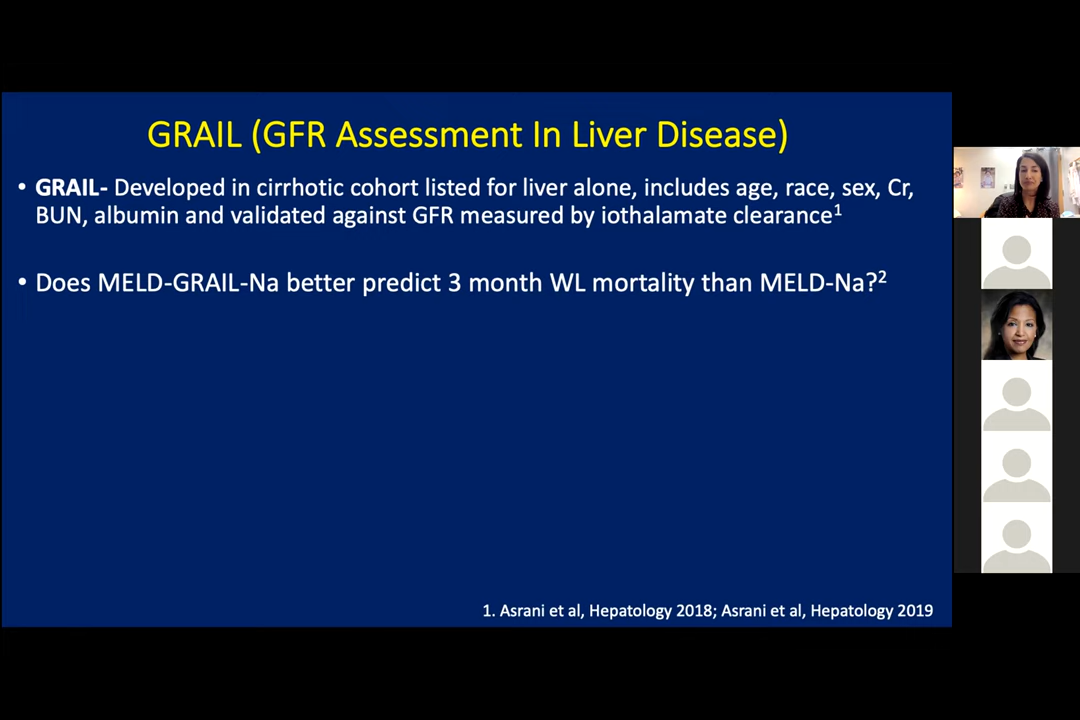 GRAIL (GFR Assessment In Liver Disease)
• GRAIL- Developed in cirrhotic cohort listed for liver alone, includes age, race, sex, Cr,
BUN, albumin and validated against GFR measured by iothalamate clearance¹
• Does MELD-GRAIL-Na better predict 3 month WL mortality than MELD-Na?²
1. Asrani et al, Hepatology 2018; Asrani et al, Hepatology 2019